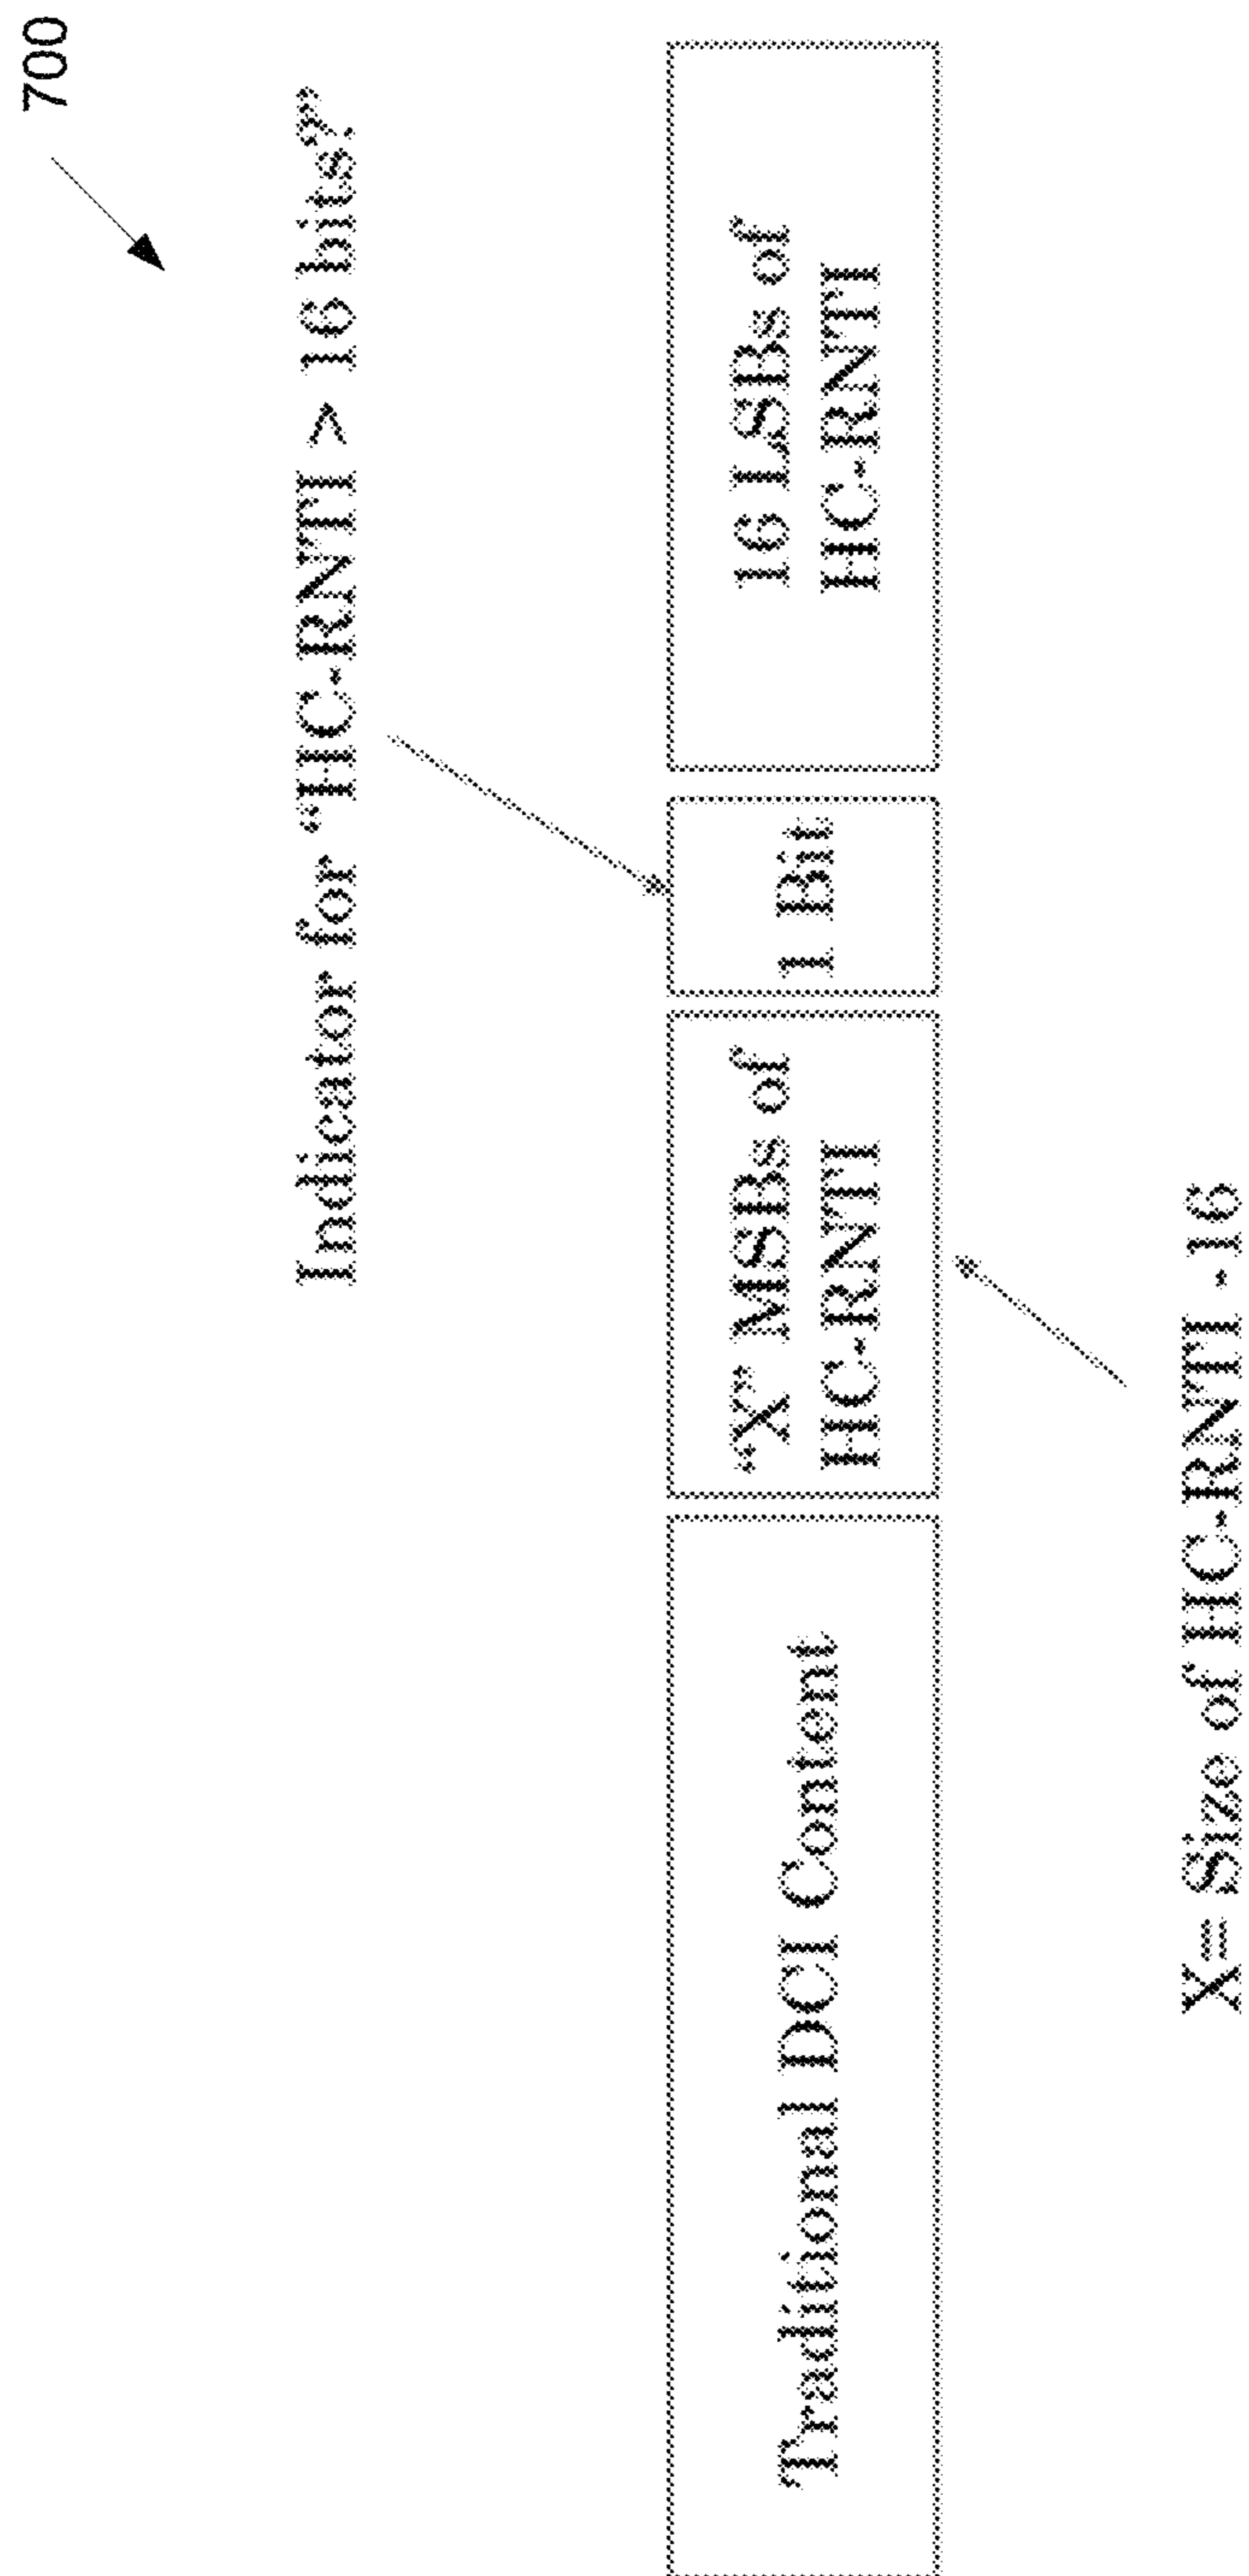 700
Indicator for “HC-RNTI > 16 bits?”
Traditional DCI Content
“X” MSBs of
HC-RNTI
1 Bit
16 LSBs of
HC-RNTI
X= Size of HC-RNTI -16